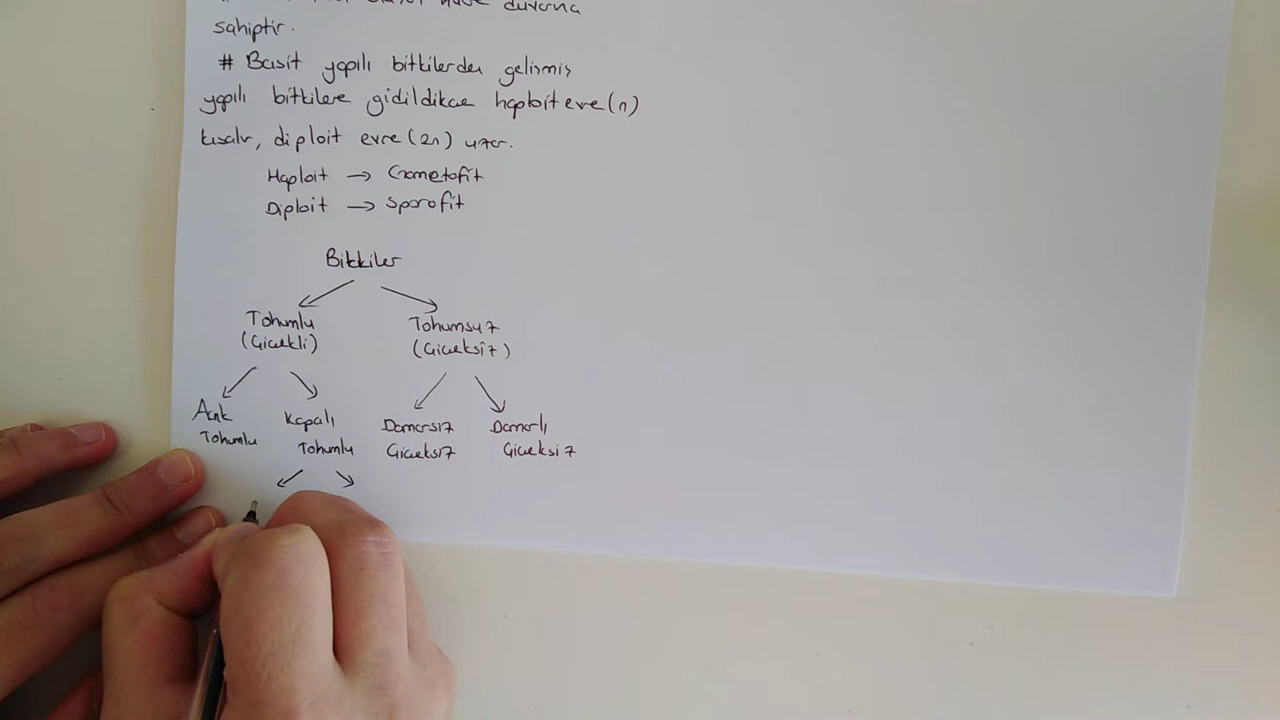 duvarına
sahiptir.
# Basit yapılı bitkilerden gelişmiş
yapılı bitkilere gidildikçe haploit evre (n)
kısalır, diploit evre (2n) uzar.
Haploit → Gametofit
Diploit → Sporofit
Bitkiler
Tohumlu Tohumsuz
(Çiçekli) (Çiçeksiz)
Açık Kapalı Damarsız Damarlı
Tohumlu Tohumlu Çiçeksiz Çiçeksiz